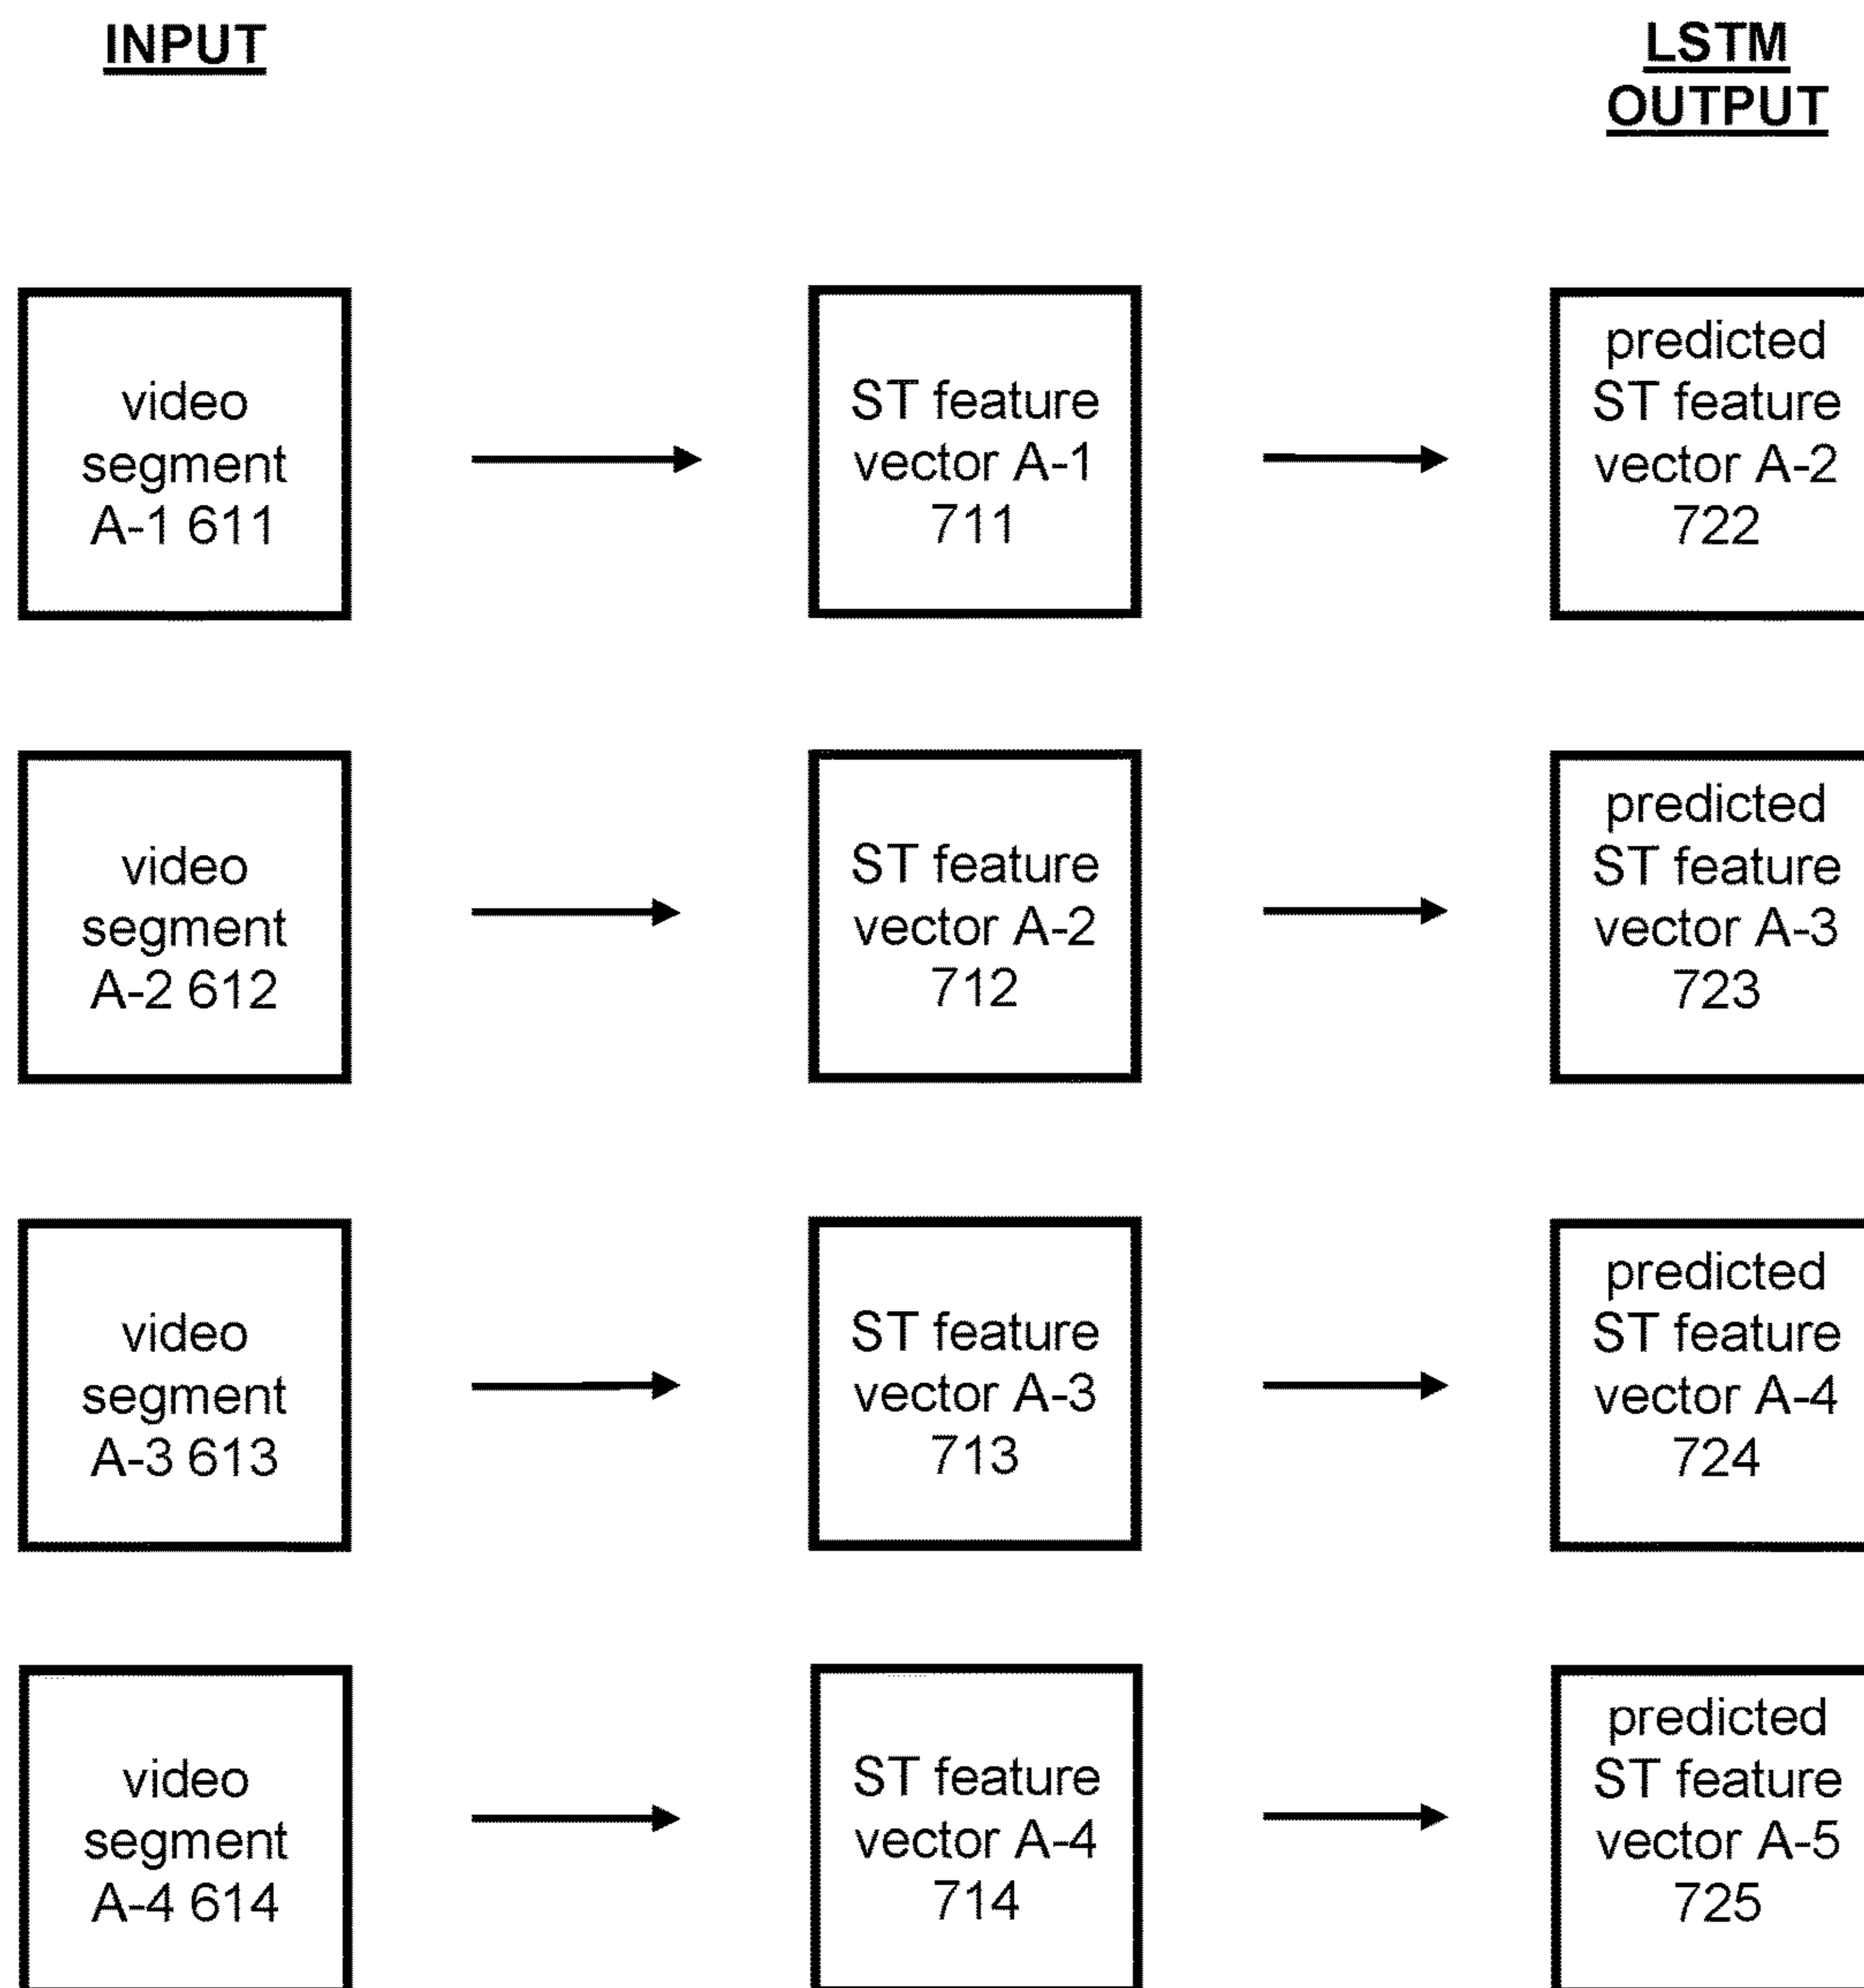 INPUT
LSTM
OUTPUT
video
segment
A-1 611
ST feature
vector A-1
711
predicted
ST feature
vector A-2
722
video
segment
A-2 612
ST feature
vector A-2
712
predicted
ST feature
vector A-3
723
video
segment
A-3 613
ST feature
vector A-3
713
predicted
ST feature
vector A-4
724
video
segment
A-4 614
ST feature
vector A-4
714
predicted
ST feature
vector A-5
725